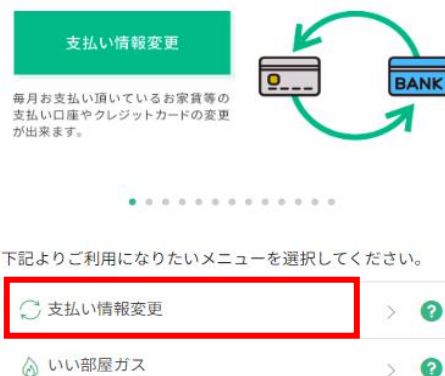 支払い情報変更
BANK
毎月お支払い頂いているお家賃等の
支払い口座やクレジットカードの変更
が出来ます。
下記よりご利用になりたいメニューを選択してください。
支払い情報変更
?
いい部屋ガス
?